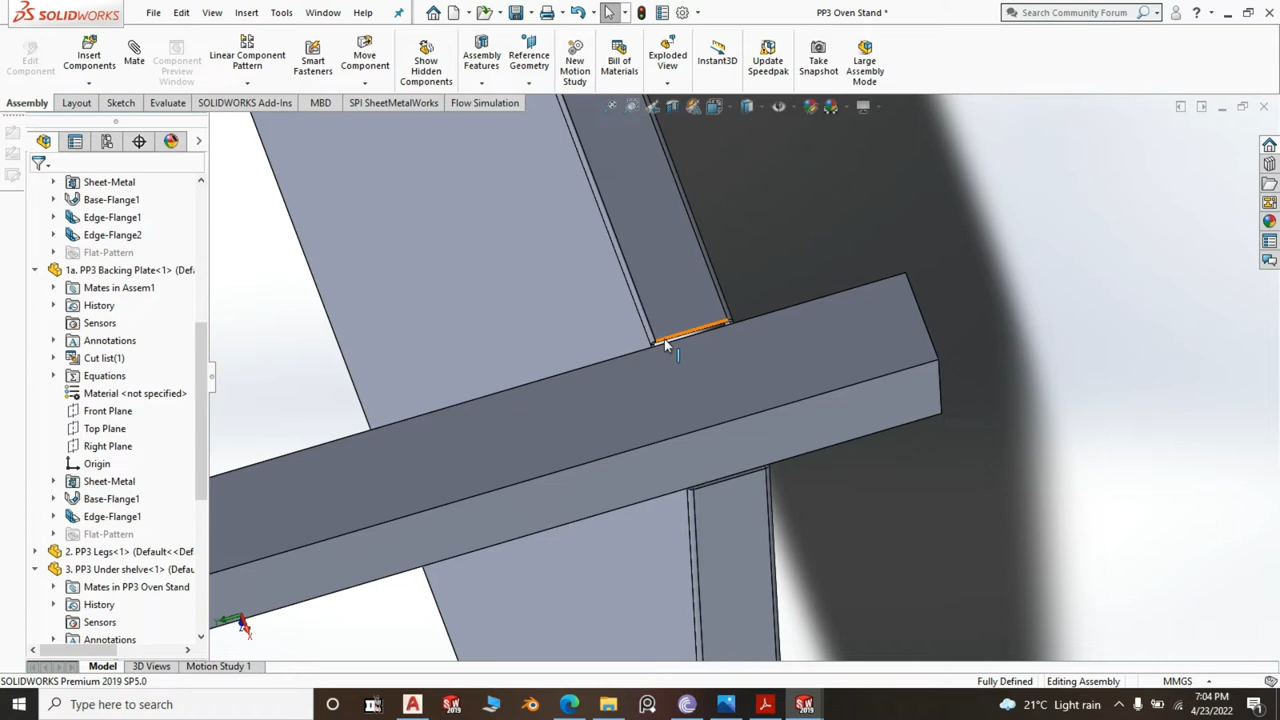 SOLIDWORKS File Edit View Insert Tools Window Help PP3 Oven Stand * Search Community Forum
Edit Component
Insert Components
Mate
Component Preview Window
Linear Component Pattern
Smart Fasteners
Move Component
Show Hidden Components
Assembly Features
Reference Geometry
New Motion Study
Bill of Materials
Exploded View
Instant3D
Update Speedpak
Take Snapshot
Large Assembly Mode
Assembly Layout Sketch Evaluate SOLIDWORKS Add-Ins MBD SPI SheetMetalWorks Flow Simulation
Sheet-Metal
Base-Flange1
Edge-Flange1
Edge-Flange2
Flat-Pattern
1a. PP3 Backing Plate<1> (Def
Mates in Assem1
History
Sensors
Annotations
Cut list(1)
Equations
Material <not specified>
Front Plane
Top Plane
Right Plane
Origin
Sheet-Metal
Base-Flange1
Edge-Flange1
Flat-Pattern
2. PP3 Legs<1> (Default<<Def
3. PP3 Under shelve<1> (Defau
Mates in PP3 Oven Stand
History
Sensors
Annotations
Model 3D Views Motion Study 1
SOLIDWORKS Premium 2019 SP5.0 Fully Defined Editing Assembly MMGS
Type here to search 21°C Light rain 7:04 PM
4/23/2022